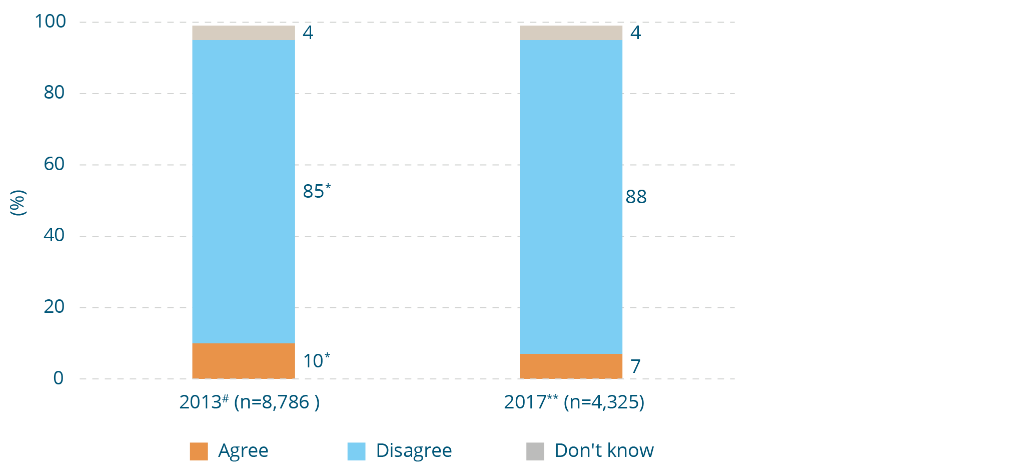 100
4
4
80
60
(%)
85*
88
40
20
10*
7
0
2013# (n=8,786 )
2017** (n=4,325)
Agree
Disagree
Don't know